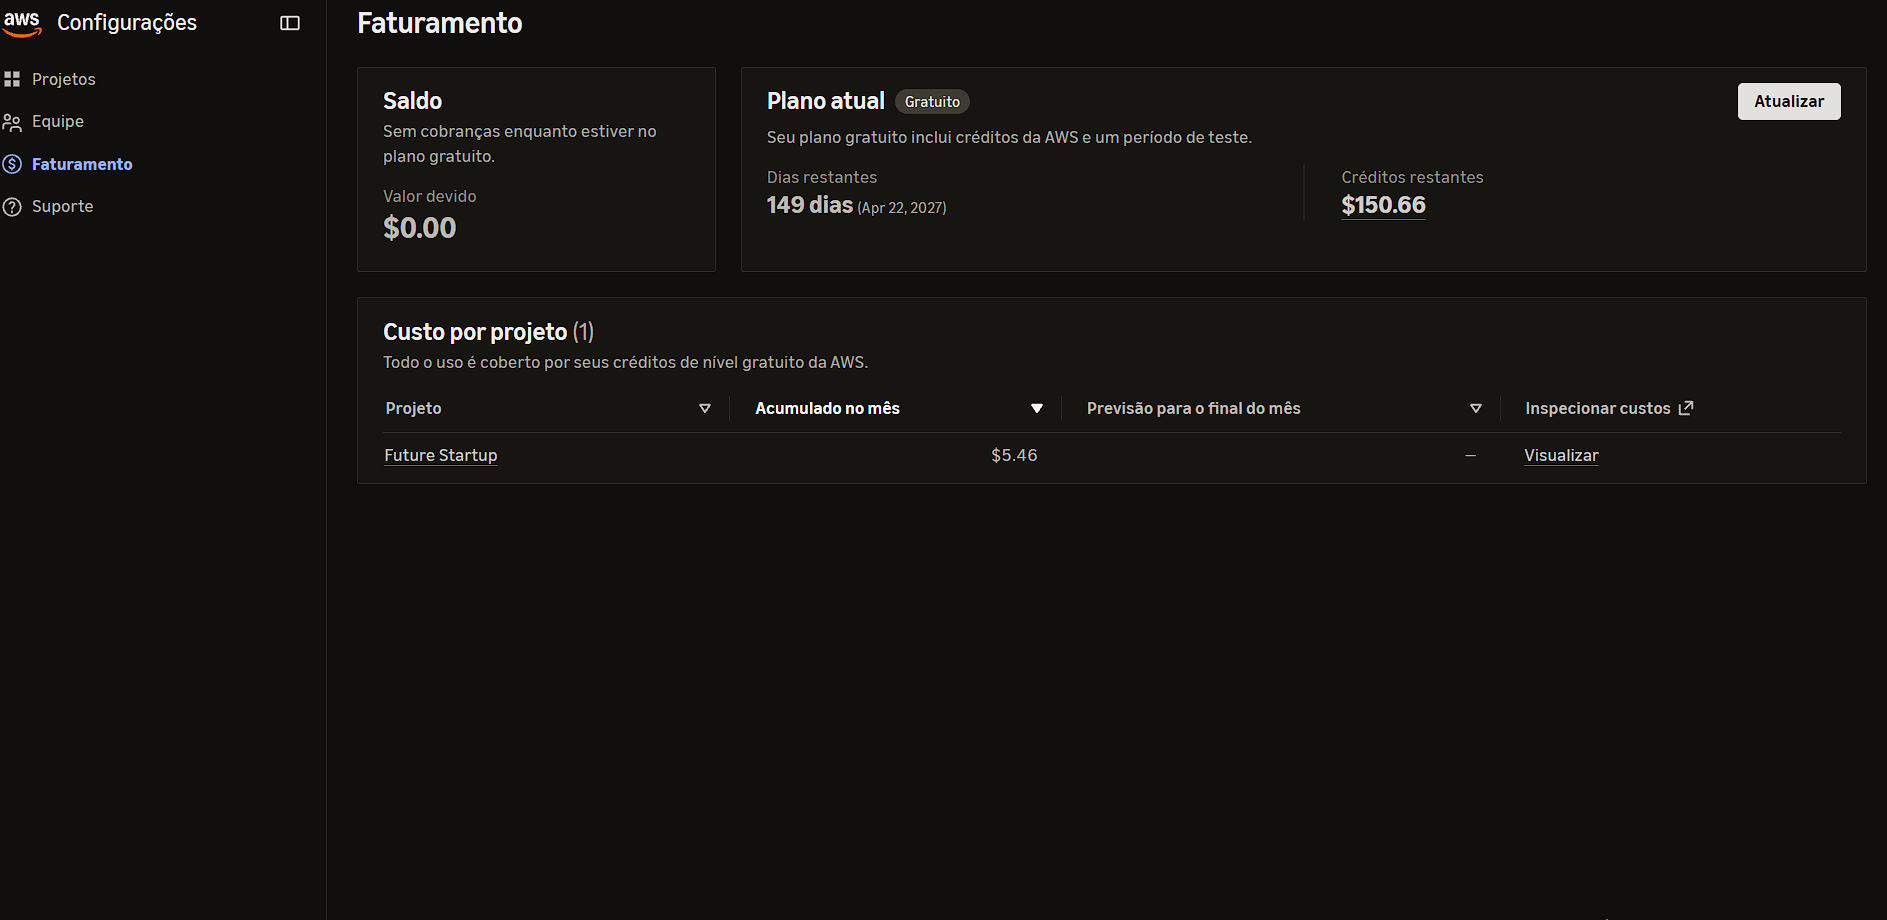 aws Configurações
Projetos
Equipe
Faturamento
Suporte
Faturamento
Saldo
Sem cobranças enquanto estiver no
plano gratuito.
Valor devido
$0.00
Plano atual Gratuito
Atualizar
Seu plano gratuito inclui créditos da AWS e um período de teste.
Dias restantes
149 dias (Apr 22, 2027)
Créditos restantes
$150.66
Custo por projeto (1)
Todo o uso é coberto por seus créditos de nível gratuito da AWS.
Projeto Acumulado no mês Previsão para o final do mês Inspecionar custos
Future Startup $5.46 – Visualizar